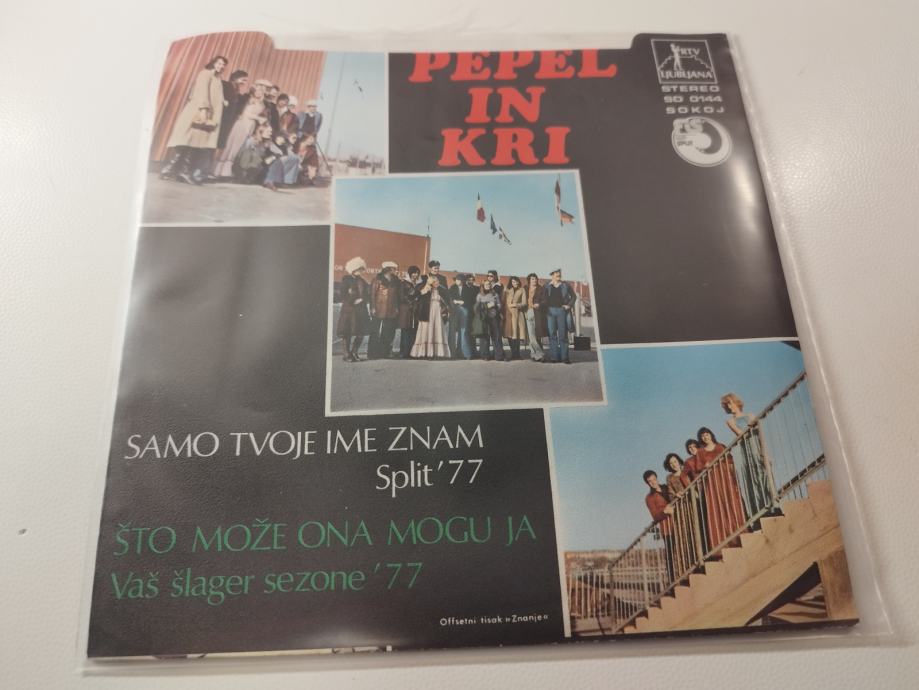 PEPEL
IN
KRI
RTV
LJUBLJANA
STEREO
SD 0144
SOKOJ
SAMO TVOJE IME ZNAM
Split '77
ŠTO MOŽE ONA MOGU JA
Vaš šlager sezone '77
Offsetni tisak »Znanje«